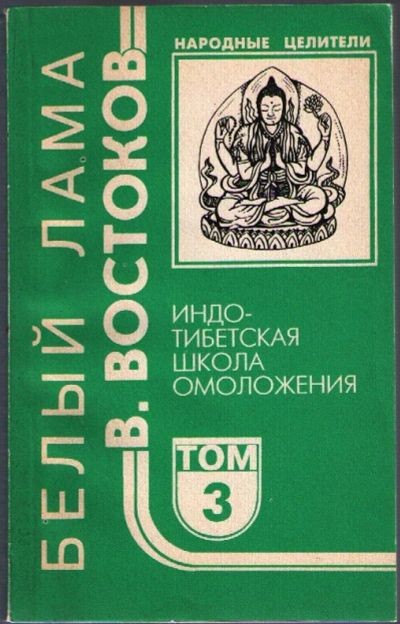 БЕЛЫЙ ЛАМА
В. ВОСТОКОВ
НАРОДНЫЕ ЦЕЛИТЕЛИ
ИНДО-
ТИБЕТСКАЯ
ШКОЛА
ОМОЛОЖЕНИЯ
ТОМ
3